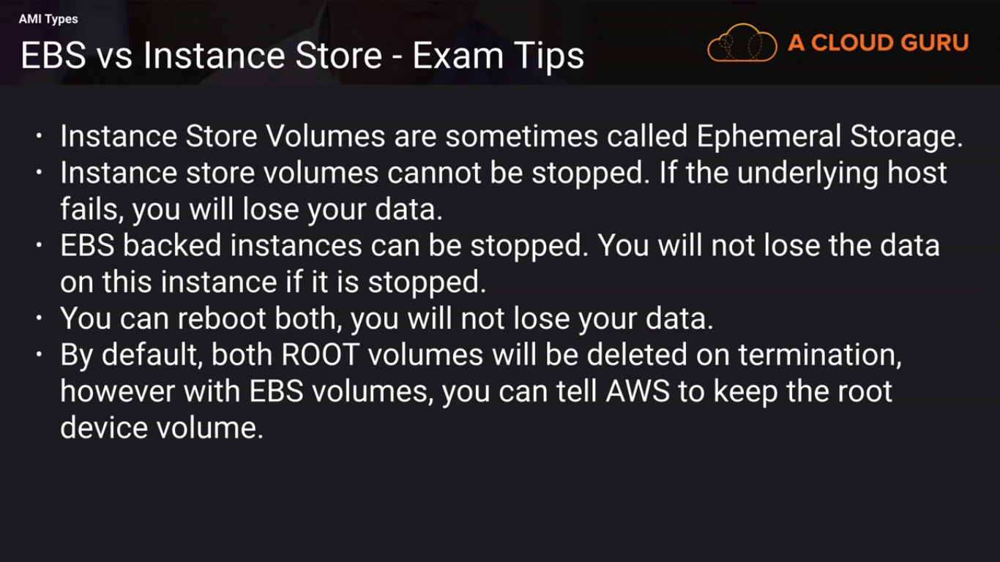 AMI Types
EBS vs Instance Store - Exam Tips
A CLOUD GURU
• Instance Store Volumes are sometimes called Ephemeral Storage.
• Instance store volumes cannot be stopped. If the underlying host
fails, you will lose your data.
• EBS backed instances can be stopped. You will not lose the data
on this instance if it is stopped.
• You can reboot both, you will not lose your data.
• By default, both ROOT volumes will be deleted on termination,
however with EBS volumes, you can tell AWS to keep the root
device volume.